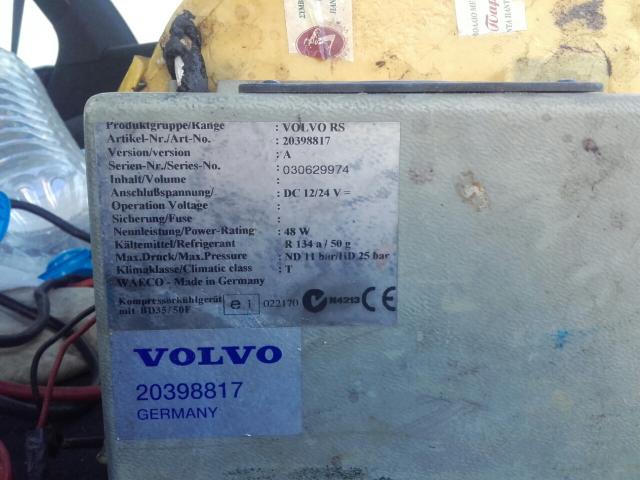 Produktgruppe/Range : VOLVO RS
Artikel-Nr./Art-No. : 20398817
Version/version : A
Serien-Nr./Series-No. : 030629974
Inhalt/Volume :
Anschlußspannung/ : DC 12/24 V =
Operation Voltage :
Sicherung/Fuse :
Nennleistung/Power-Rating : 48 W
Kältemittel/Refrigerant R 134 a / 50 g
Max.Druck/Max.Pressure : ND 11 bar/HD 25 bar
Klimaklasse/Climatic class : T
WAECO - Made in Germany
Kompressorkühlgerät
mit BD35/50F
e 1 022170 N4213 CE
VOLVO
20398817
GERMANY